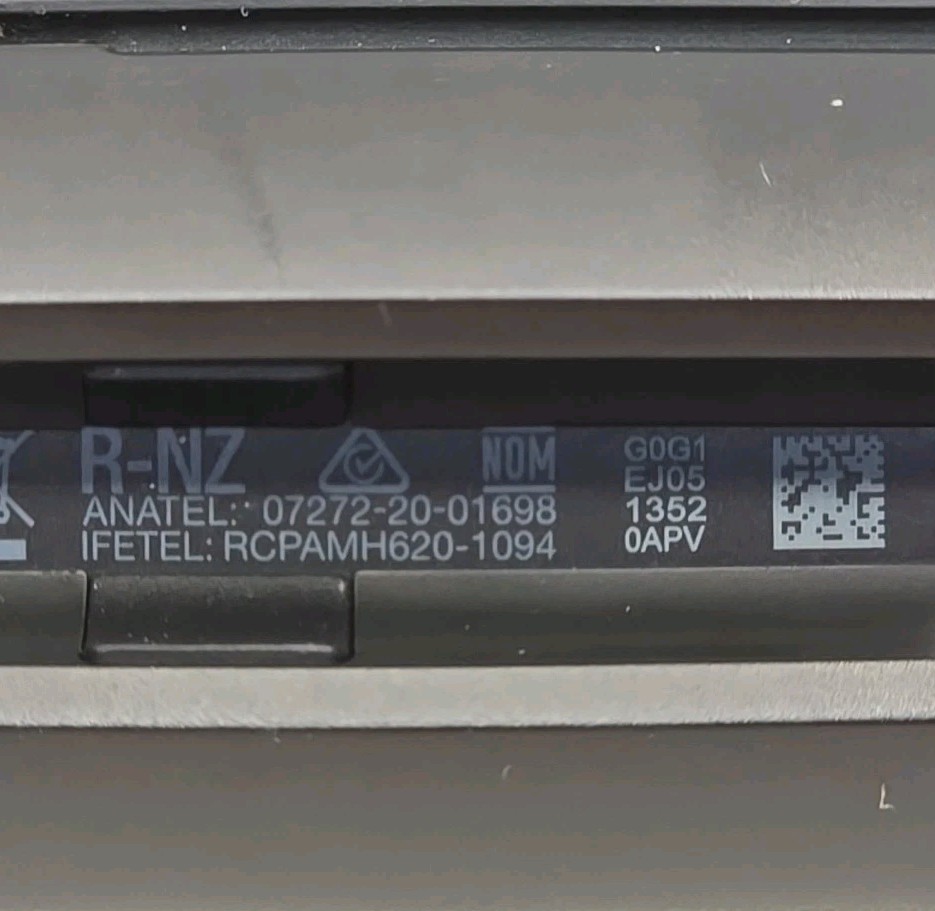 R-NZ
NOM
ANATEL: 07272-20-01698
IFETEL: RCPAMH620-1094
G0G1
EJ05
1352
0APV